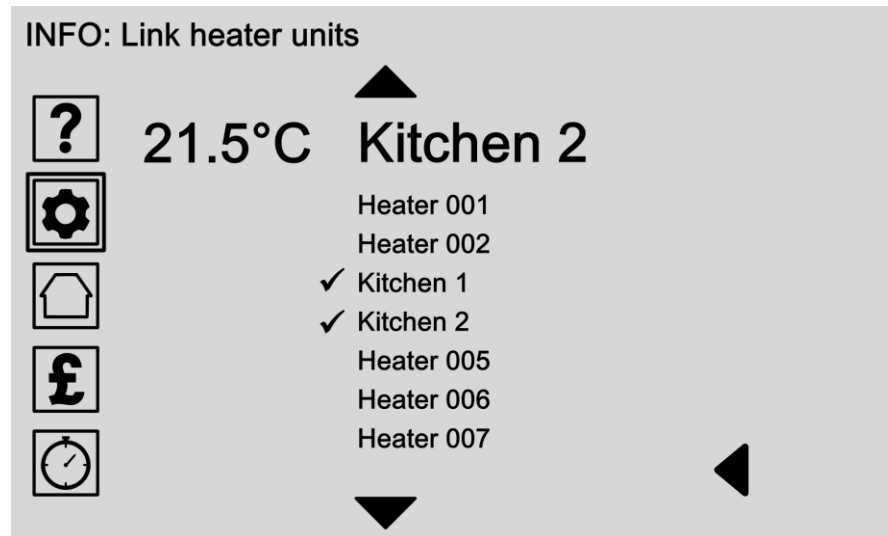 INFO: Link heater units
?
21.5°C Kitchen 2
Heater 001
Heater 002
✓ Kitchen 1
✓ Kitchen 2
Heater 005
Heater 006
Heater 007
£